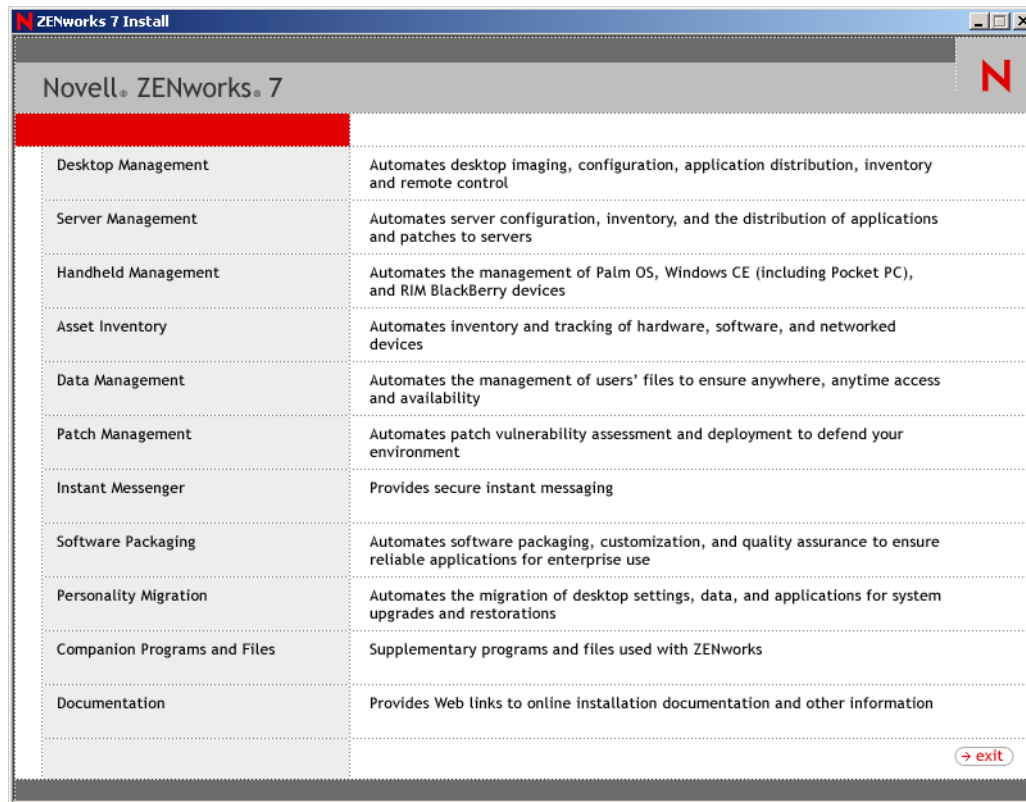 ZENworks 7 Install
Novell® ZENworks® 7
N
Desktop Management
Automates desktop imaging, configuration, application distribution, inventory
and remote control
Server Management
Automates server configuration, inventory, and the distribution of applications
and patches to servers
Handheld Management
Automates the management of Palm OS, Windows CE (including Pocket PC),
and RIM BlackBerry devices
Asset Inventory
Automates inventory and tracking of hardware, software, and networked
devices
Data Management
Automates the management of users’ files to ensure anywhere, anytime access
and availability
Patch Management
Automates patch vulnerability assessment and deployment to defend your
environment
Instant Messenger
Provides secure instant messaging
Software Packaging
Automates software packaging, customization, and quality assurance to ensure
reliable applications for enterprise use
Personality Migration
Automates the migration of desktop settings, data, and applications for system
upgrades and restorations
Companion Programs and Files
Supplementary programs and files used with ZENworks
Documentation
Provides Web links to online installation documentation and other information
→ exit